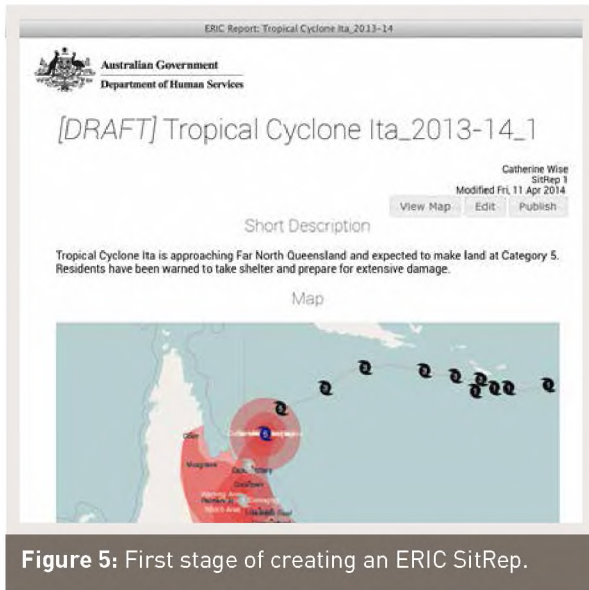 ERIC Report: Tropical Cyclone Ita_2013-14
Australian Government
Department of Human Services
[DRAFT] Tropical Cyclone Ita_2013-14_1
Catherine Wise
SitRep 1
Modified Fri, 11 Apr 2014
View Map Edit Publish
Short Description
Tropical Cyclone Ita is approaching Far North Queensland and expected to make land at Category 5.
Residents have been warned to take shelter and prepare for extensive damage.
Map
Coen
Musgrave
Cooktown
Figure 5: First stage of creating an ERIC SitRep.